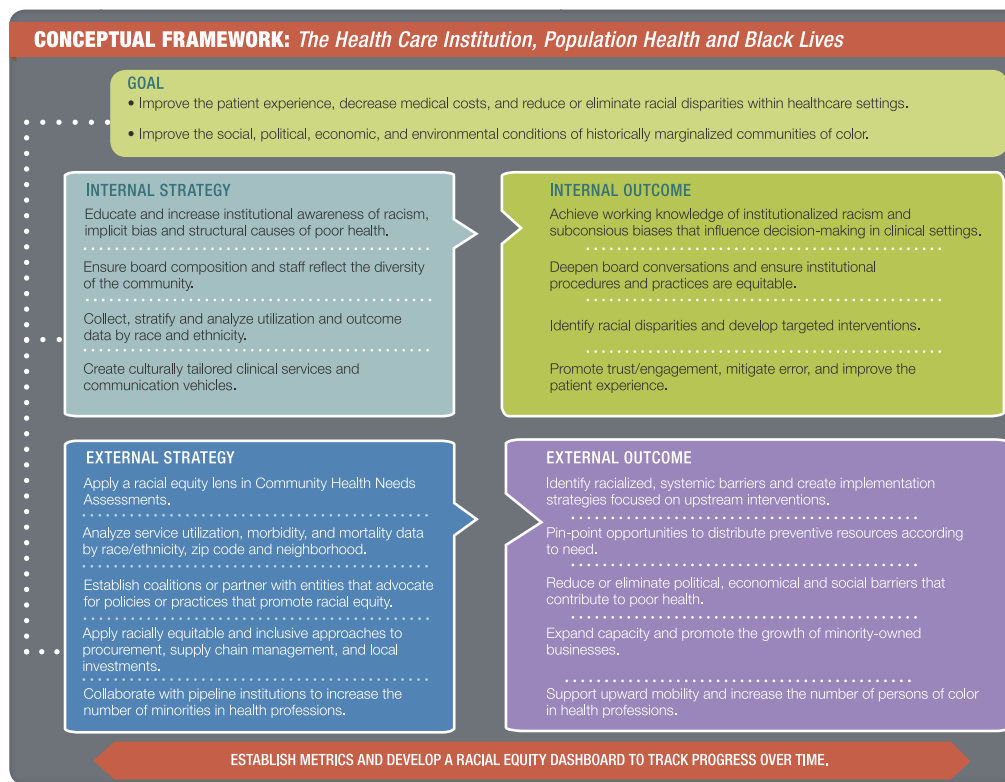 CONCEPTUAL FRAMEWORK: The Health Care Institution, Population Health and Black Lives
GOAL
• Improve the patient experience, decrease medical costs, and reduce or eliminate racial disparities within healthcare settings.
• Improve the social, political, economic, and environmental conditions of historically marginalized communities of color.
INTERNAL STRATEGY
Educate and increase institutional awareness of racism,
implicit bias and structural causes of poor health.
Ensure board composition and staff reflect the diversity
of the community.
Collect, stratify and analyze utilization and outcome
data by race and ethnicity.
Create culturally tailored clinical services and
communication vehicles.
INTERNAL OUTCOME
Achieve working knowledge of institutionalized racism and
subconsious biases that influence decision-making in clinical settings.
Deepen board conversations and ensure institutional
procedures and practices are equitable.
Identify racial disparities and develop targeted interventions.
Promote trust/engagement, mitigate error, and improve the
patient experience.
EXTERNAL STRATEGY
Apply a racial equity lens in Community Health Needs
Assessments.
Analyze service utilization, morbidity, and mortality data
by race/ethnicity, zip code and neighborhood.
Establish coalitions or partner with entities that advocate
for policies or practices that promote racial equity.
Apply racially equitable and inclusive approaches to
procurement, supply chain management, and local
investments.
Collaborate with pipeline institutions to increase the
number of minorities in health professions.
EXTERNAL OUTCOME
Identify racialized, systemic barriers and create implementation
strategies focused on upstream interventions.
Pin-point opportunities to distribute preventive resources according
to need.
Reduce or eliminate political, economical and social barriers that
contribute to poor health.
Expand capacity and promote the growth of minority-owned
businesses.
Support upward mobility and increase the number of persons of color
in health professions.
ESTABLISH METRICS AND DEVELOP A RACIAL EQUITY DASHBOARD TO TRACK PROGRESS OVER TIME.